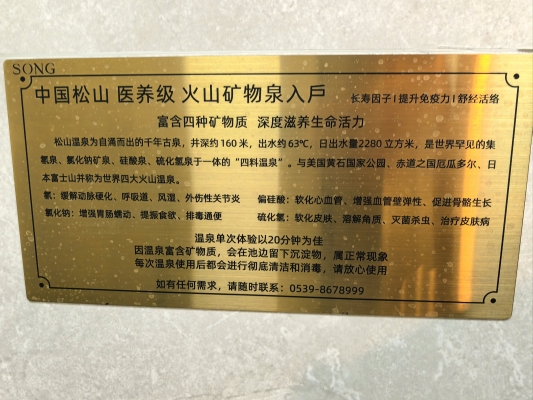 SONG
中国松山 医养级 火山矿物泉入戶 长寿因子|提升免疫力|舒经活络
富含四种矿物质 深度滋养生命活力
松山温泉为自涌而出的千年古泉，井深约160米，出水约63℃，日出水量2280立方米，是世界罕见的集
氡泉、氯化钠矿泉、硅酸泉、硫化氢泉于一体的“四料温泉”。与美国黄石国家公园、赤道之国厄瓜多尔、日
本富士山并称为世界四大火山温泉。
氡：缓解动脉硬化、呼吸道、风湿、外伤性关节炎 偏硅酸：软化心血管、增强血管壁弹性、促进骨骼生长
氯化钠：增强胃肠蠕动、提振食欲、排毒通便 硫化氢：软化皮肤、溶解角质、灭菌杀虫、治疗皮肤病
温泉单次体验以20分钟为佳
因温泉富含矿物质，会在池边留下沉淀物，属正常现象
每次温泉使用后都会进行彻底清洁和消毒，请放心使用
如有任何需求，请随时联系：0539-8678999